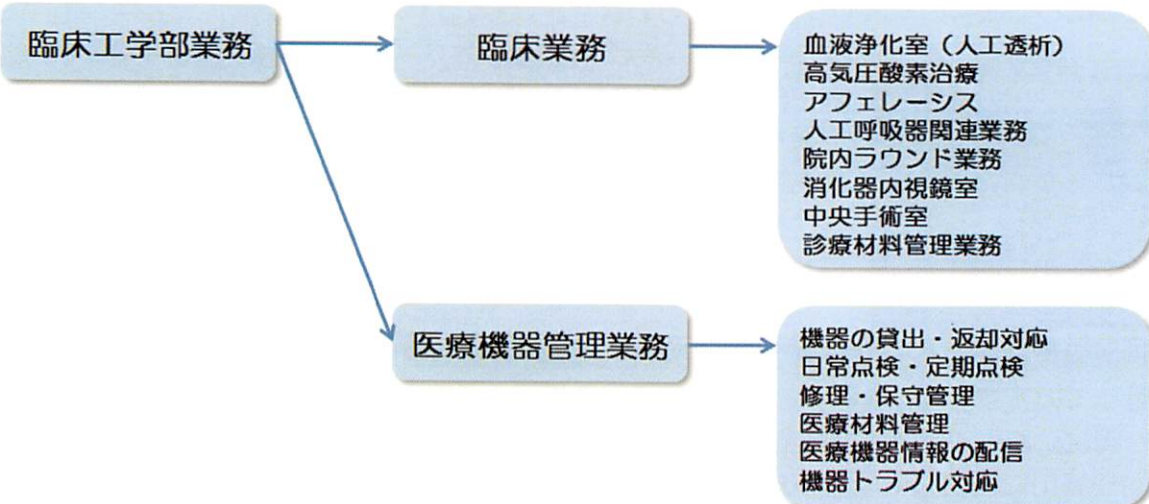 臨床工学部業務
臨床業務
血液浄化室（人工透析）
高気圧酸素治療
アフェレーシス
人工呼吸器関連業務
院内ラウンド業務
消化器内視鏡室
中央手術室
診療材料管理業務
医療機器管理業務
機器の貸出・返却対応
日常点検・定期点検
修理・保守管理
医療材料管理
医療機器情報の配信
機器トラブル対応